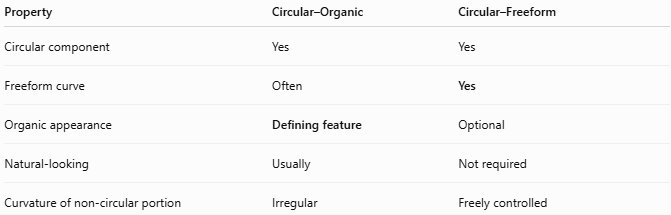 Property Circular–Organic Circular–Freeform
Circular component Yes Yes
Freeform curve Often Yes
Organic appearance Defining feature Optional
Natural-looking Usually Not required
Curvature of non-circular portion Irregular Freely controlled